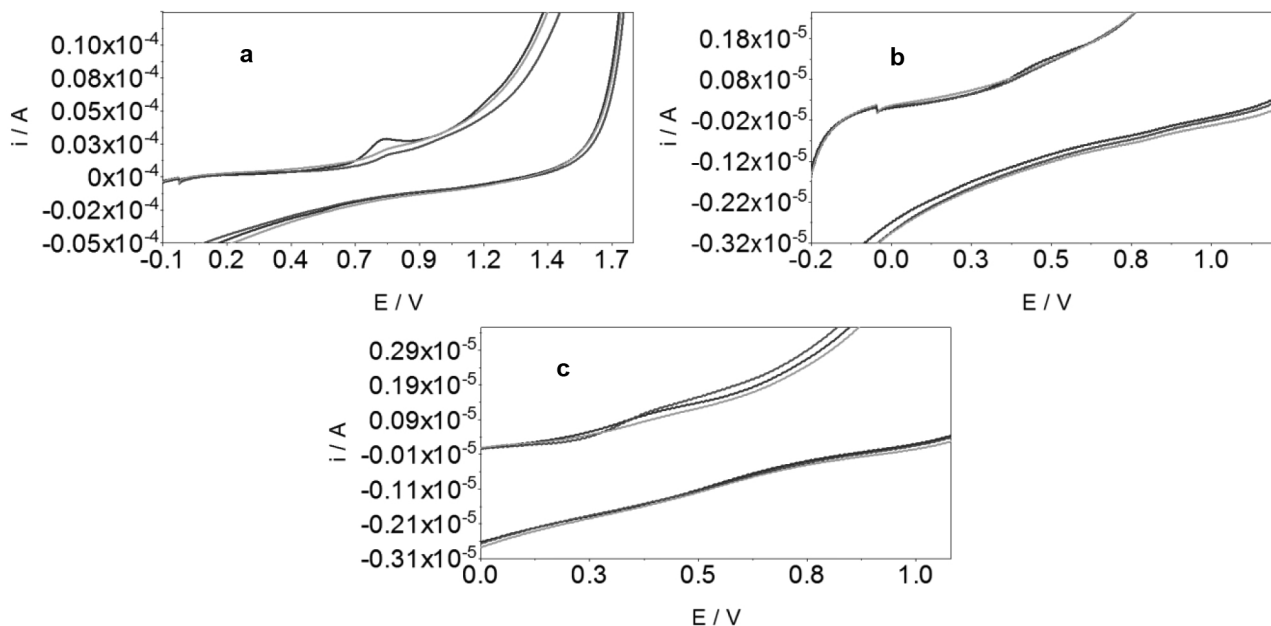 a
i / A
0.10x10-4
0.08x10-4
0.05x10-4
0.03x10-4
0x10-4
-0.02x10-4
-0.05x10-4
-0.1 0.2 0.4 0.7 0.9 1.2 1.4 1.7
E / V
b
i / A
0.18x10-5
0.08x10-5
-0.02x10-5
-0.12x10-5
-0.22x10-5
-0.32x10-5
-0.2 0.0 0.3 0.5 0.8 1.0
E / V
c
i / A
0.29x10-5
0.19x10-5
0.09x10-5
-0.01x10-5
-0.11x10-5
-0.21x10-5
-0.31x10-5
0.0 0.3 0.5 0.8 1.0
E / V